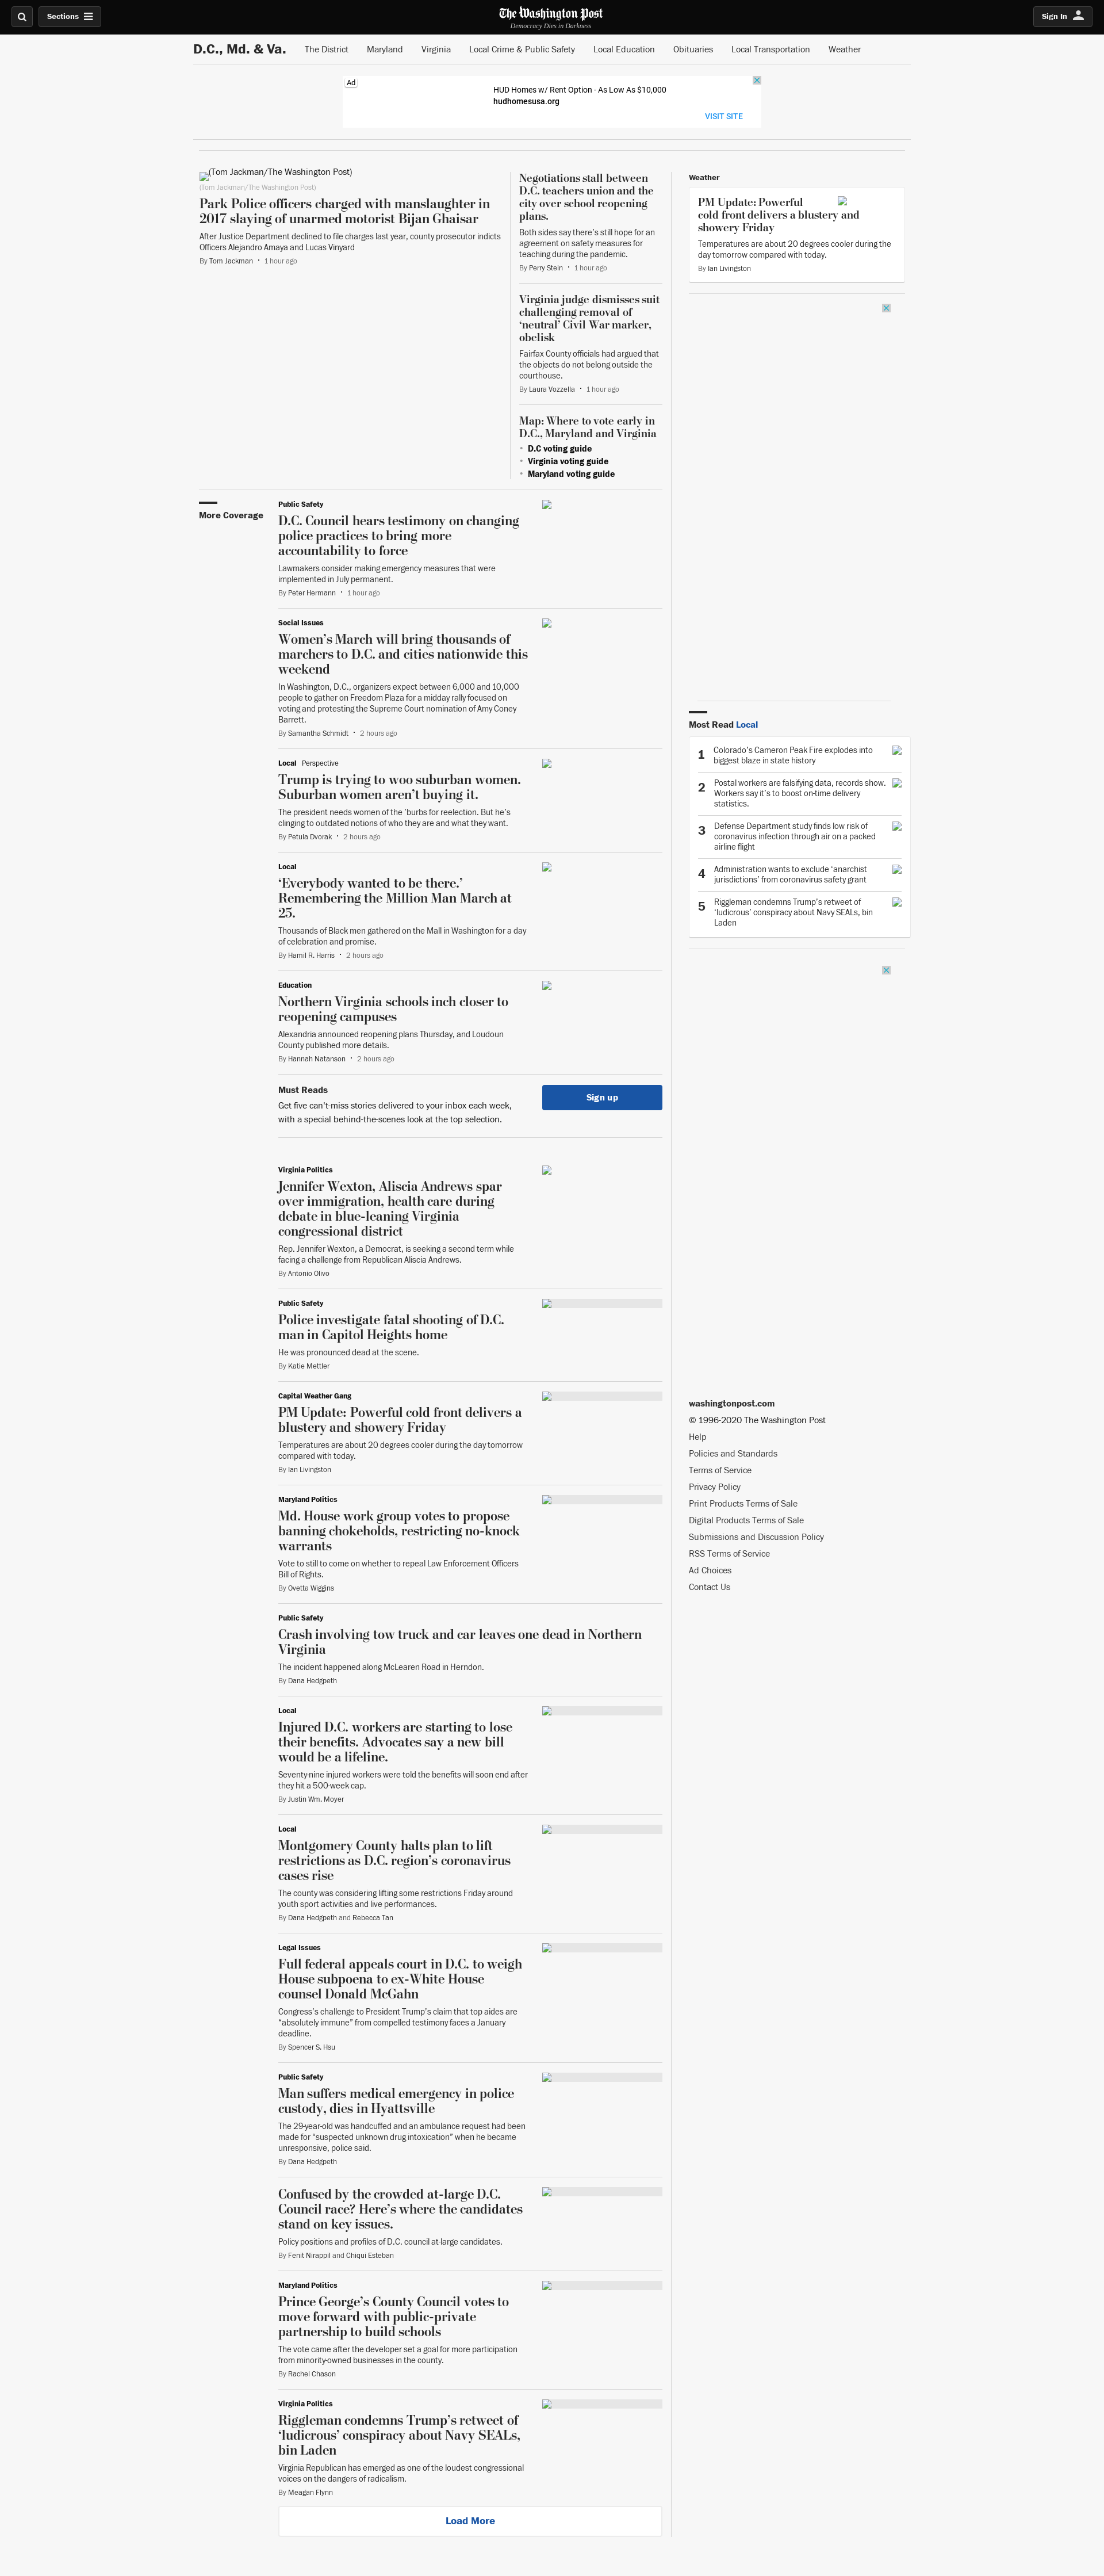 Sections
The Washington Post
Democracy Dies in Darkness
Sign In
D.C., Md. & Va.
The District
Maryland
Virginia
Local Crime & Public Safety
Local Education
Obituaries
Local Transportation
Weather
Ad
HUD Homes w/ Rent Option - As Low As $10,000
hudhomesusa.org
VISIT SITE
(Tom Jackman/The Washington Post)
(Tom Jackman/The Washington Post)
Park Police officers charged with manslaughter in
2017 slaying of unarmed motorist Bijan Ghaisar
After Justice Department declined to file charges last year, county prosecutor indicts
Officers Alejandro Amaya and Lucas Vinyard
By Tom Jackman • 1 hour ago
Negotiations stall between
D.C. teachers union and the
city over school reopening
plans.
Both sides say there’s still hope for an
agreement on safety measures for
teaching during the pandemic.
By Perry Stein • 1 hour ago
Virginia judge dismisses suit
challenging removal of
‘neutral’ Civil War marker,
obelisk
Fairfax County officials had argued that
the objects do not belong outside the
courthouse.
By Laura Vozzella • 1 hour ago
Map: Where to vote early in
D.C., Maryland and Virginia
• D.C voting guide
• Virginia voting guide
• Maryland voting guide
Weather
PM Update: Powerful
cold front delivers a blustery and
showery Friday
Temperatures are about 20 degrees cooler during the
day tomorrow compared with today.
By Ian Livingston
More Coverage
Public Safety
D.C. Council hears testimony on changing
police practices to bring more
accountability to force
Lawmakers consider making emergency measures that were
implemented in July permanent.
By Peter Hermann • 1 hour ago
Social Issues
Women’s March will bring thousands of
marchers to D.C. and cities nationwide this
weekend
In Washington, D.C., organizers expect between 6,000 and 10,000
people to gather on Freedom Plaza for a midday rally focused on
voting and protesting the Supreme Court nomination of Amy Coney
Barrett.
By Samantha Schmidt • 2 hours ago
Local Perspective
Trump is trying to woo suburban women.
Suburban women aren’t buying it.
The president needs women of the ’burbs for reelection. But he’s
clinging to outdated notions of who they are and what they want.
By Petula Dvorak • 2 hours ago
Local
‘Everybody wanted to be there.’
Remembering the Million Man March at
25.
Thousands of Black men gathered on the Mall in Washington for a day
of celebration and promise.
By Hamil R. Harris • 2 hours ago
Education
Northern Virginia schools inch closer to
reopening campuses
Alexandria announced reopening plans Thursday, and Loudoun
County published more details.
By Hannah Natanson • 2 hours ago
Must Reads
Get five can't-miss stories delivered to your inbox each week,
with a special behind-the-scenes look at the top selection.
Sign up
Virginia Politics
Jennifer Wexton, Aliscia Andrews spar
over immigration, health care during
debate in blue-leaning Virginia
congressional district
Rep. Jennifer Wexton, a Democrat, is seeking a second term while
facing a challenge from Republican Aliscia Andrews.
By Antonio Olivo
Public Safety
Police investigate fatal shooting of D.C.
man in Capitol Heights home
He was pronounced dead at the scene.
By Katie Mettler
Capital Weather Gang
PM Update: Powerful cold front delivers a
blustery and showery Friday
Temperatures are about 20 degrees cooler during the day tomorrow
compared with today.
By Ian Livingston
Maryland Politics
Md. House work group votes to propose
banning chokeholds, restricting no-knock
warrants
Vote to still to come on whether to repeal Law Enforcement Officers
Bill of Rights.
By Ovetta Wiggins
Public Safety
Crash involving tow truck and car leaves one dead in Northern
Virginia
The incident happened along McLearen Road in Herndon.
By Dana Hedgpeth
Local
Injured D.C. workers are starting to lose
their benefits. Advocates say a new bill
would be a lifeline.
Seventy-nine injured workers were told the benefits will soon end after
they hit a 500-week cap.
By Justin Wm. Moyer
Local
Montgomery County halts plan to lift
restrictions as D.C. region’s coronavirus
cases rise
The county was considering lifting some restrictions Friday around
youth sport activities and live performances.
By Dana Hedgpeth and Rebecca Tan
Legal Issues
Full federal appeals court in D.C. to weigh
House subpoena to ex-White House
counsel Donald McGahn
Congress’s challenge to President Trump’s claim that top aides are
“absolutely immune” from compelled testimony faces a January
deadline.
By Spencer S. Hsu
Public Safety
Man suffers medical emergency in police
custody, dies in Hyattsville
The 29-year-old was handcuffed and an ambulance request had been
made for “suspected unknown drug intoxication” when he became
unresponsive, police said.
By Dana Hedgpeth
Confused by the crowded at-large D.C.
Council race? Here’s where the candidates
stand on key issues.
Policy positions and profiles of D.C. council at-large candidates.
By Fenit Nirappil and Chiqui Esteban
Maryland Politics
Prince George’s County Council votes to
move forward with public-private
partnership to build schools
The vote came after the developer set a goal for more participation
from minority-owned businesses in the county.
By Rachel Chason
Virginia Politics
Riggleman condemns Trump’s retweet of
‘ludicrous’ conspiracy about Navy SEALs,
bin Laden
Virginia Republican has emerged as one of the loudest congressional
voices on the dangers of radicalism.
By Meagan Flynn
Load More
Most Read Local
1 Colorado’s Cameron Peak Fire explodes into
biggest blaze in state history
2 Postal workers are falsifying data, records show.
Workers say it’s to boost on-time delivery
statistics.
3 Defense Department study finds low risk of
coronavirus infection through air on a packed
airline flight
4 Administration wants to exclude ‘anarchist
jurisdictions’ from coronavirus safety grant
5 Riggleman condemns Trump’s retweet of
‘ludicrous’ conspiracy about Navy SEALs, bin
Laden
washingtonpost.com
© 1996-2020 The Washington Post
Help
Policies and Standards
Terms of Service
Privacy Policy
Print Products Terms of Sale
Digital Products Terms of Sale
Submissions and Discussion Policy
RSS Terms of Service
Ad Choices
Contact Us